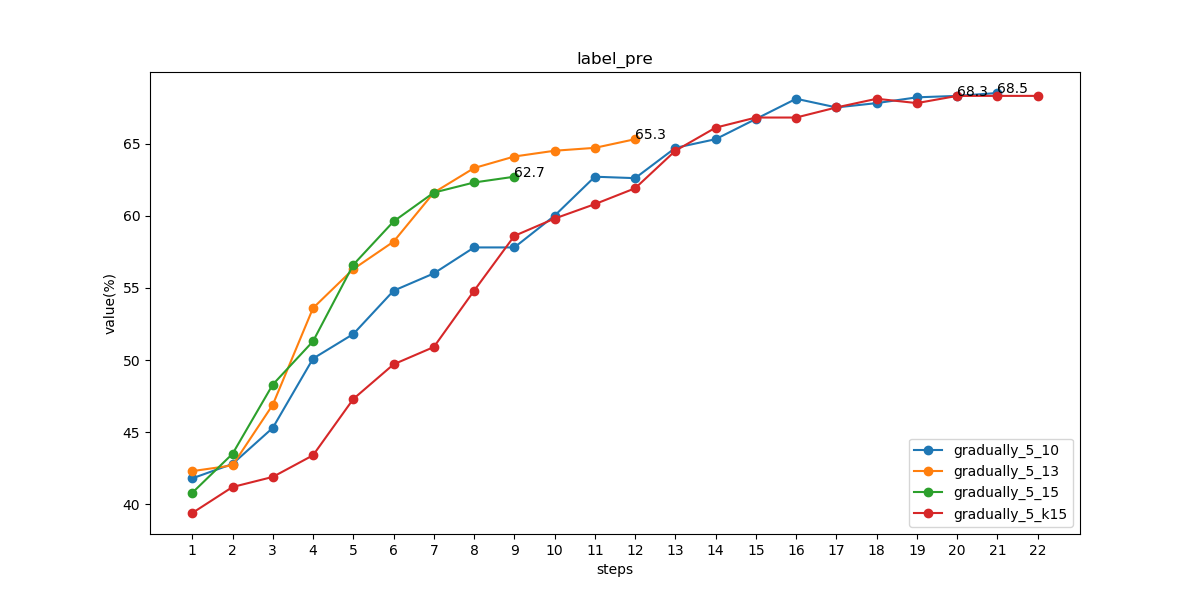 label_pre
68.3
68.5
65.3
62.7
65
60
55
50
45
40
value(%)
gradually_5_10
gradually_5_13
gradually_5_15
gradually_5_k15
1 2 3 4 5 6 7 8 9 10 11 12 13 14 15 16 17 18 19 20 21 22
steps